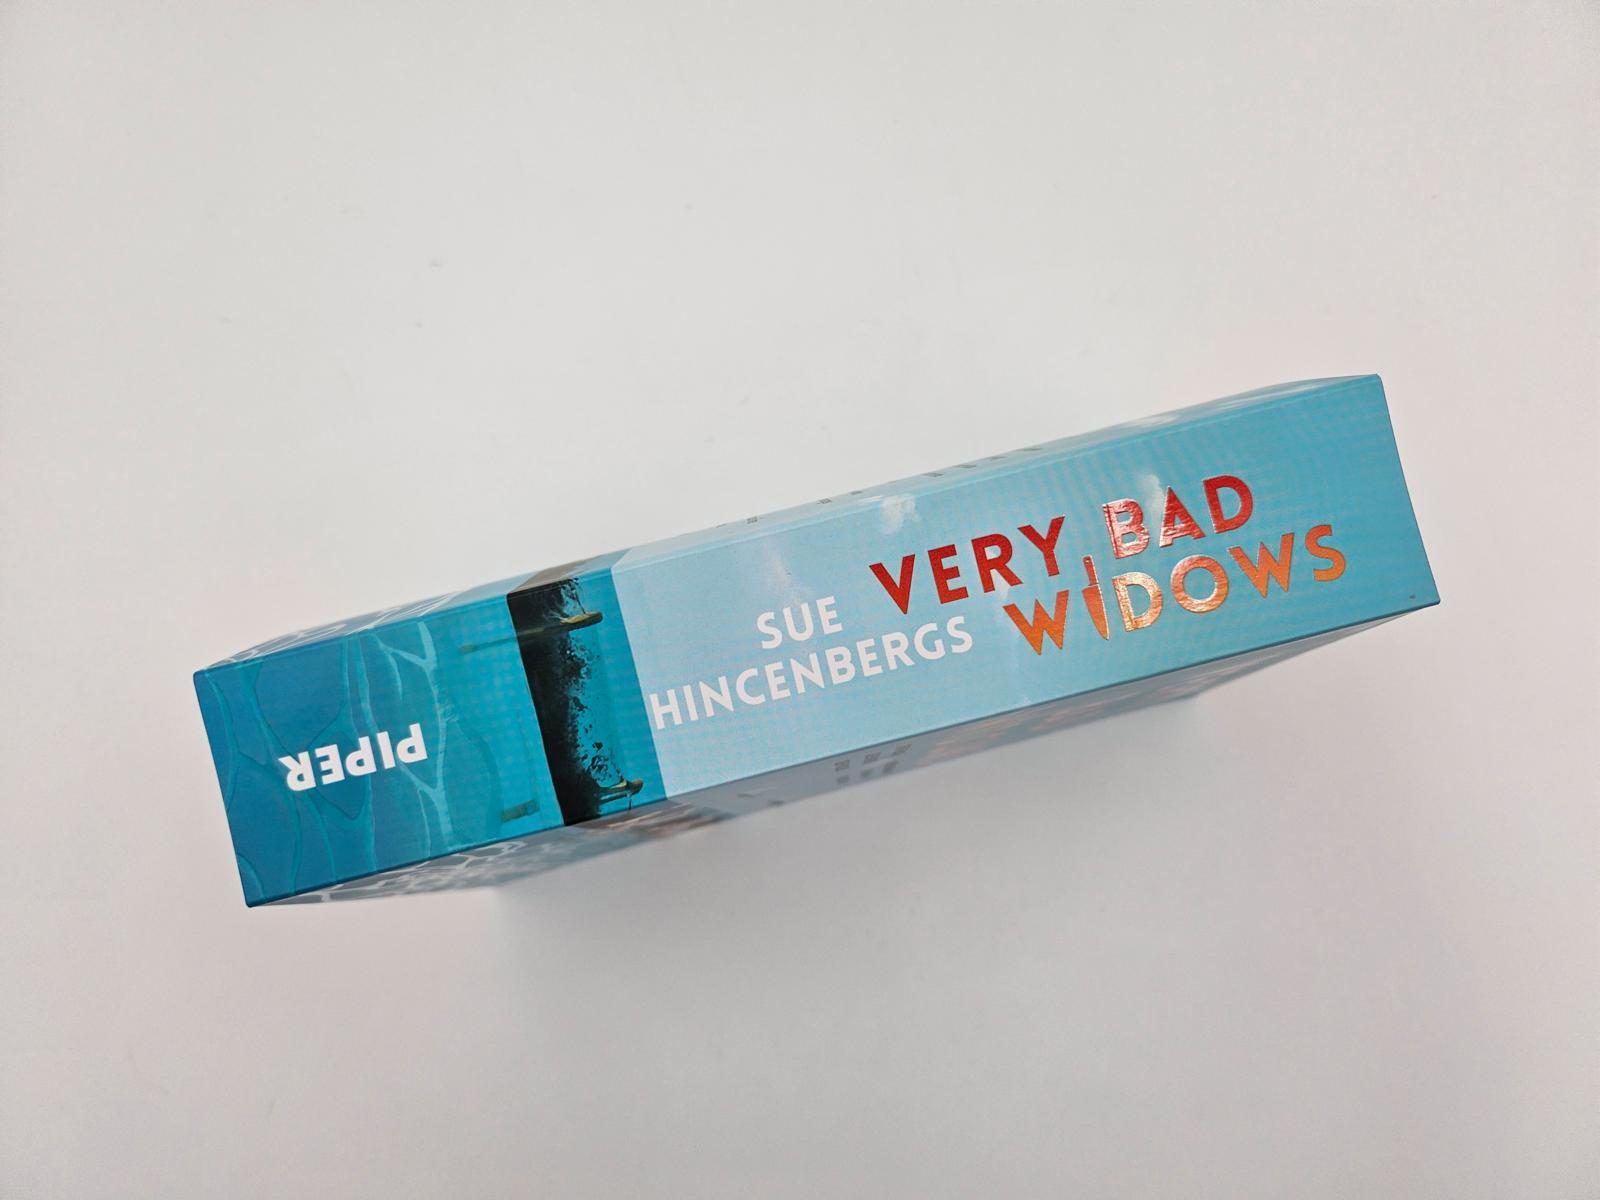 SUE
HINCENBERGS
VERY BAD
WIDOWS
PIPER